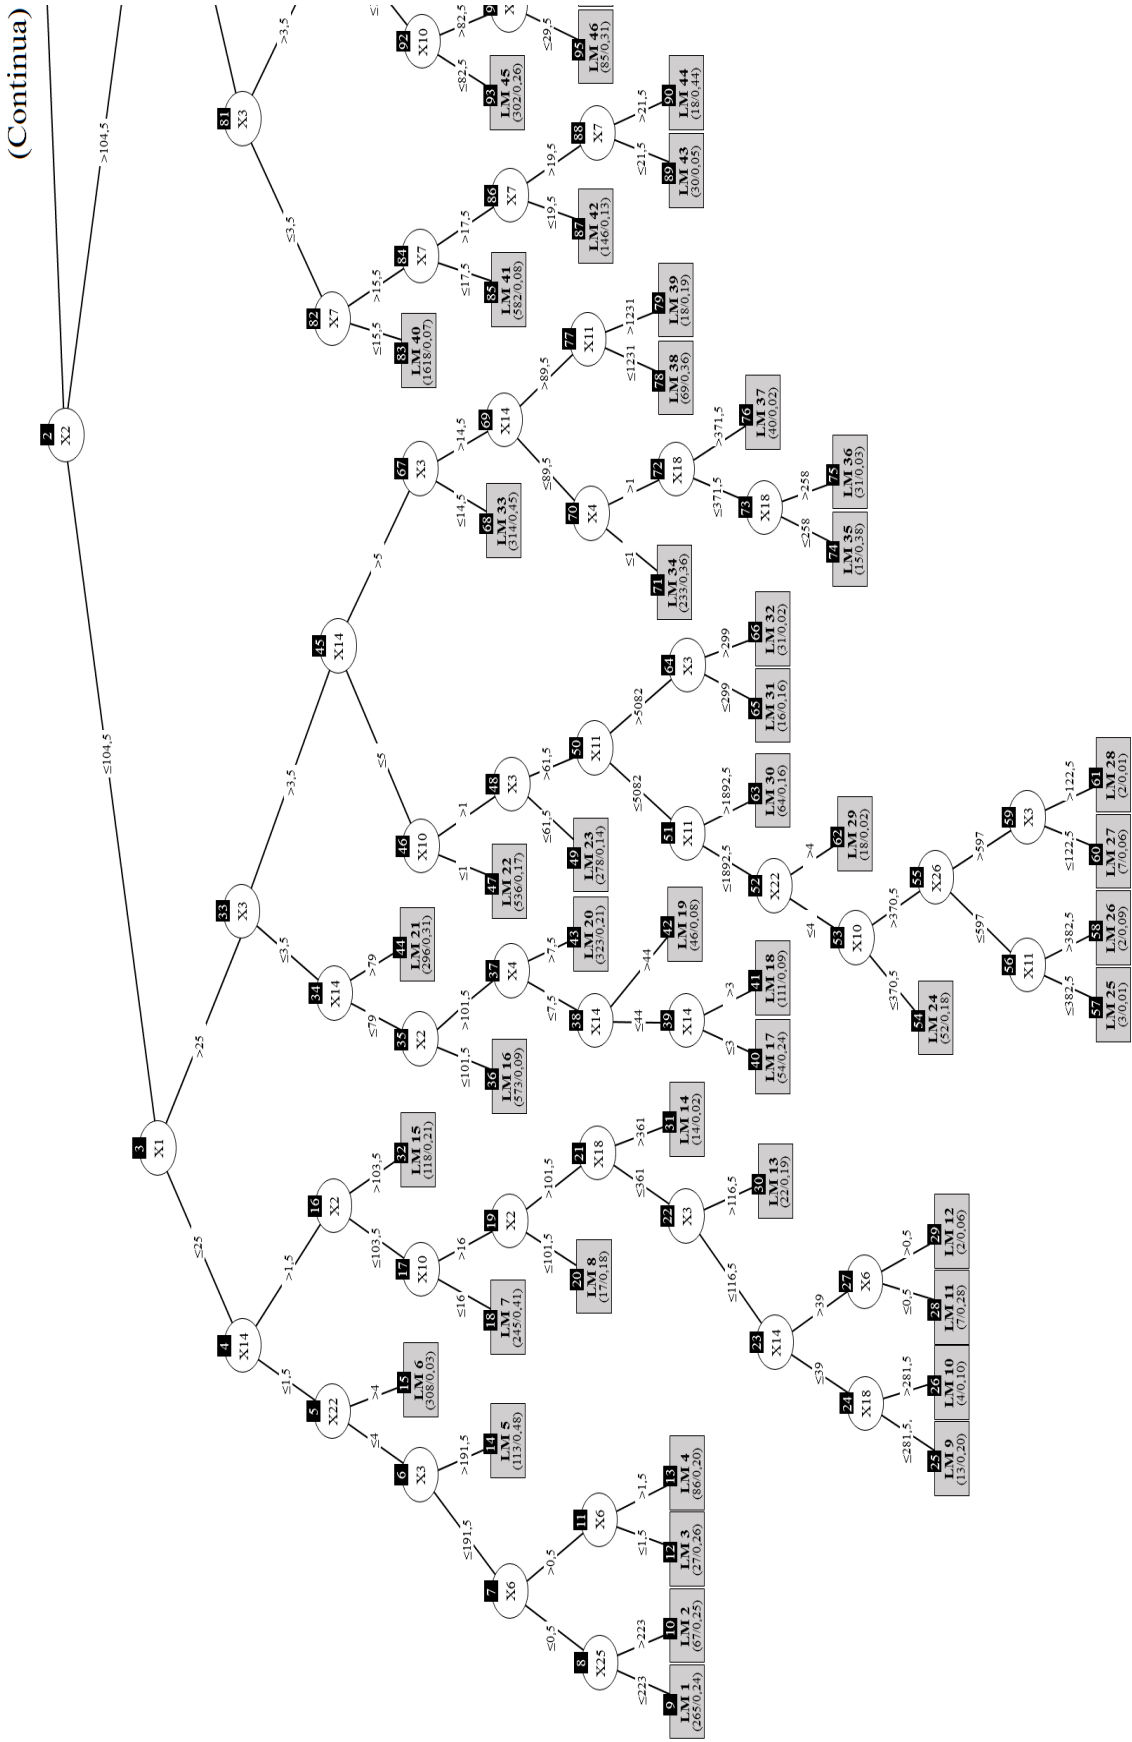 (Continua)
2
X2
≤104,5
>104,5
3
X1
≤25
>25
4
X14
≤1,5
>1,5
5
X22
≤4
>4
6
X3
≤191,5
>191,5
7
X6
≤0,5
>0,5
8
X25
≤223
>223
9
LM 1
(265/0,24)
10
LM 2
(67/0,25)
11
X6
≤1,5
>1,5
12
LM 3
(27/0,26)
13
LM 4
(86/0,20)
14
LM 5
(113/0,48)
15
LM 6
(308/0,03)
16
X2
≤103,5
>103,5
17
X10
≤16
>16
18
LM 7
(245/0,41)
19
X2
≤101,5
>101,5
20
LM 8
(17/0,18)
21
X18
≤361
>361
22
X3
≤116,5
>116,5
23
X14
≤39
>39
24
X18
≤281,5
>281,5
25
LM 9
(13/0,20)
26
LM 10
(4/0,10)
27
X6
≤0,5
>0,5
28
LM 11
(7/0,28)
29
LM 12
(2/0,06)
30
LM 13
(22/0,19)
31
LM 14
(14/0,02)
32
LM 15
(118/0,21)
33
X3
≤3,5
>3,5
34
X14
≤79
>79
35
X2
≤101,5
>101,5
36
LM 16
(573/0,09)
37
X4
≤7,5
>7,5
38
X14
≤44
>44
39
X14
≤3
>3
40
LM 17
(54/0,24)
41
LM 18
(111/0,09)
42
LM 19
(46/0,08)
43
LM 20
(323/0,21)
44
LM 21
(296/0,31)
45
X14
≤5
>5
46
X10
≤1
>1
47
LM 22
(536/0,17)
48
X3
≤61,5
>61,5
49
LM 23
(278/0,14)
50
X11
≤5082
>5082
51
X11
≤1892,5
>1892,5
52
X22
≤4
>4
53
X10
≤370,5
>370,5
54
LM 24
(52/0,18)
55
X26
≤597
>597
56
X11
≤382,5
>382,5
57
LM 25
(3/0,01)
58
LM 26
(2/0,09)
59
X3
≤122,5
>122,5
60
LM 27
(7/0,06)
61
LM 28
(2/0,01)
62
LM 29
(18/0,02)
63
LM 30
(64/0,16)
64
X3
≤299
>299
65
LM 31
(16/0,16)
66
LM 32
(31/0,02)
67
X3
≤14,5
>14,5
68
LM 33
(314/0,45)
69
X14
≤89,5
>89,5
70
X4
≤1
>1
71
LM 34
(233/0,36)
72
X18
≤371,5
>371,5
73
X18
≤258
>258
74
LM 35
(15/0,38)
75
LM 36
(31/0,03)
76
LM 37
(40/0,02)
77
X11
≤1231
>1231
78
LM 38
(69/0,36)
79
LM 39
(18/0,19)
81
X3
≤3,5
>3,5
82
X7
≤15,5
>15,5
83
LM 40
(1618/0,07)
84
X7
≤17,5
>17,5
85
LM 41
(582/0,08)
86
X7
≤19,5
>19,5
87
LM 42
(146/0,13)
88
X7
≤21,5
>21,5
89
LM 43
(30/0,05)
90
LM 44
(18/0,44)
92
X10
≤82,5
>82,5
93
LM 45
(302/0,26)
≤29,5
95
LM 46
(85/0,31)